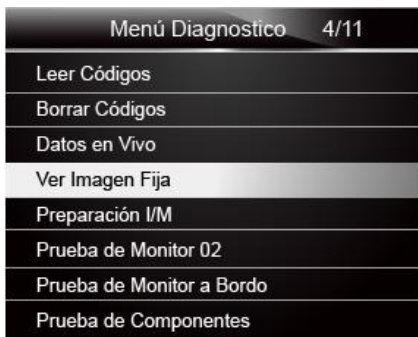 Menú Diagnostico 4/11
Leer Códigos
Borrar Códigos
Datos en Vivo
Ver Imagen Fija
Preparación I/M
Prueba de Monitor 02
Prueba de Monitor a Bordo
Prueba de Componentes